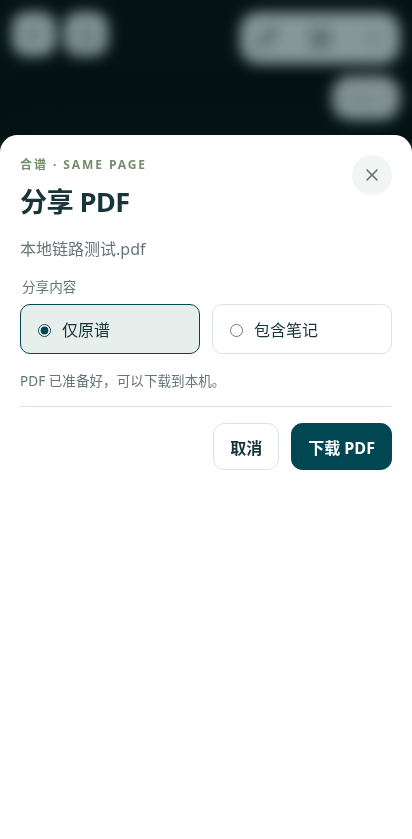 合谱 · SAME PAGE
分享 PDF
本地链路测试.pdf
分享内容
仅原谱
包含笔记
PDF 已准备好，可以下载到本机。
取消
下载 PDF